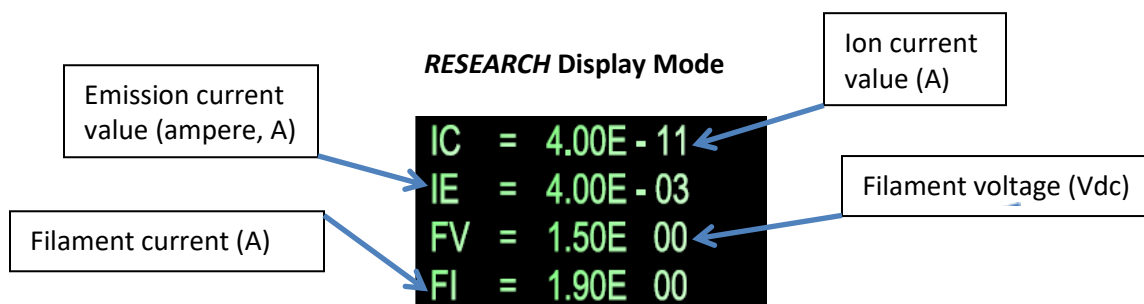 RESEARCH Display Mode
Ion current
value (A)
Emission current
value (ampere, A)
IC = 4.00E - 11
IE = 4.00E - 03
FV = 1.50E 00
FI = 1.90E 00
Filament voltage (Vdc)
Filament current (A)